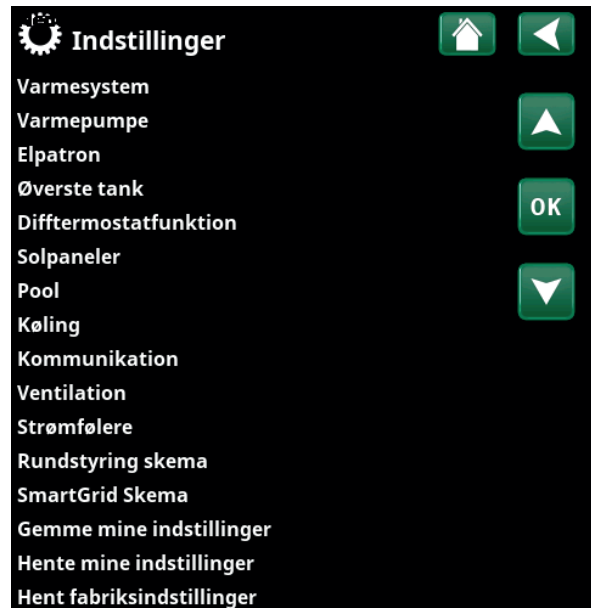 Indstillinger
Varmesystem
Varmepumpe
Elpatron
Øverste tank
OK
Difftermostatfunktion
Solpaneler
Pool
Køling
Kommunikation
Ventilation
Strømfølere
Rundstyring skema
SmartGrid Skema
Gemme mine indstillinger
Hente mine indstillinger
Hent fabriksindstillinger